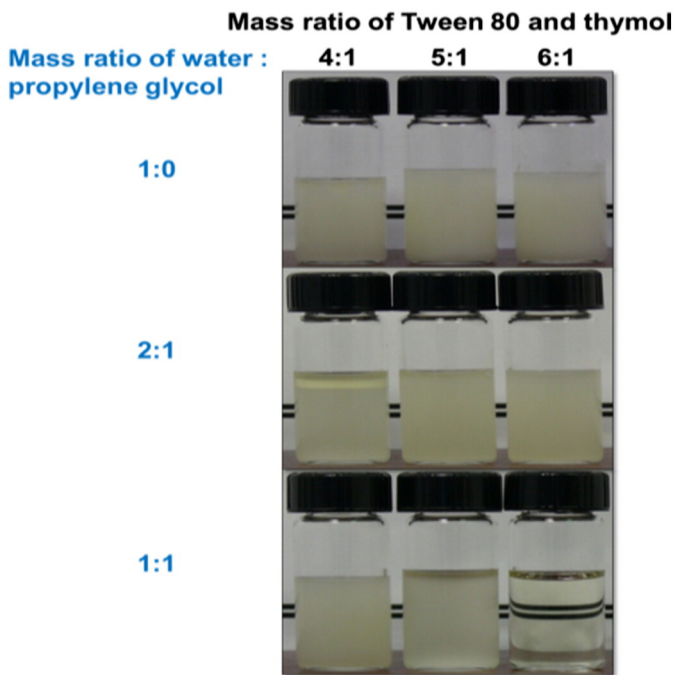 Mass ratio of Tween 80 and thymol
Mass ratio of water : 4:1 5:1 6:1
propylene glycol
1:0
2:1
1:1